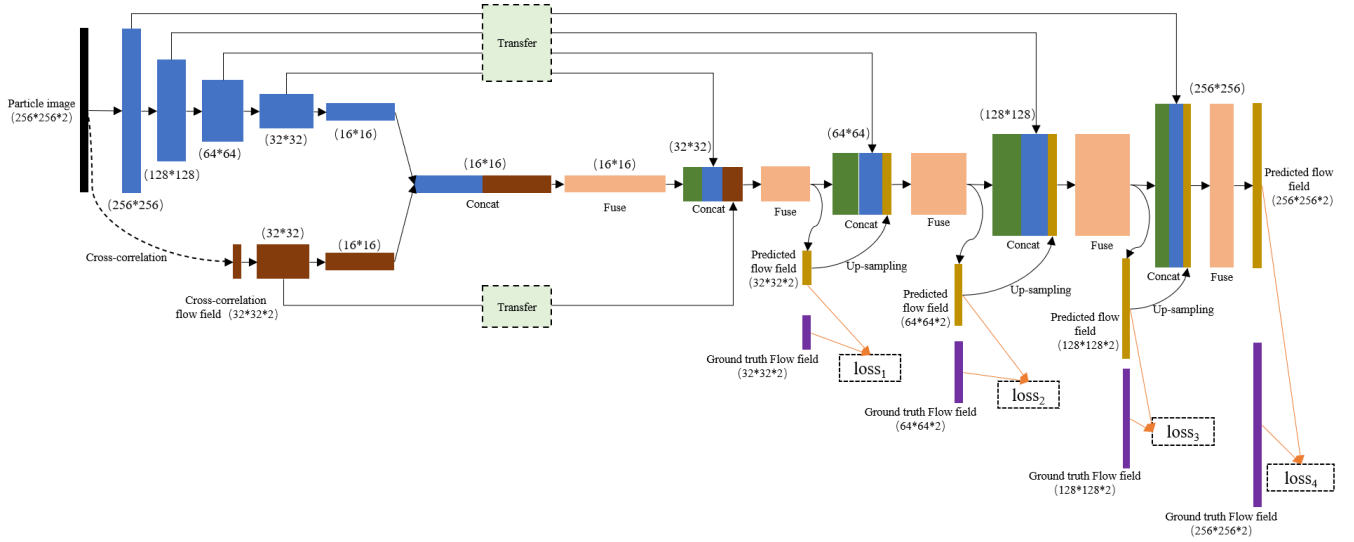 Transfer
Particle image
(256*256*2)
(256*256)
(128*128)
(64*64)
(32*32)
(16*16)
Cross-correlation
(32*32)
(16*16)
Cross-correlation
flow field
(32*32*2)
Transfer
(16*16)
Concat
(16*16)
Fuse
(32*32)
Concat
Fuse
(64*64)
Concat
Fuse
(128*128)
Concat
Fuse
(256*256)
Concat
Fuse
Predicted flow
field
(256*256*2)
Predicted
flow field
(32*32*2)
Up-sampling
Predicted
flow field
(64*64*2)
Up-sampling
Predicted flow
field
(128*128*2)
Up-sampling
Ground truth Flow field
(32*32*2)
loss1
Ground truth Flow field
(64*64*2)
loss2
Ground truth Flow field
(128*128*2)
loss3
Ground truth Flow field
(256*256*2)
loss4